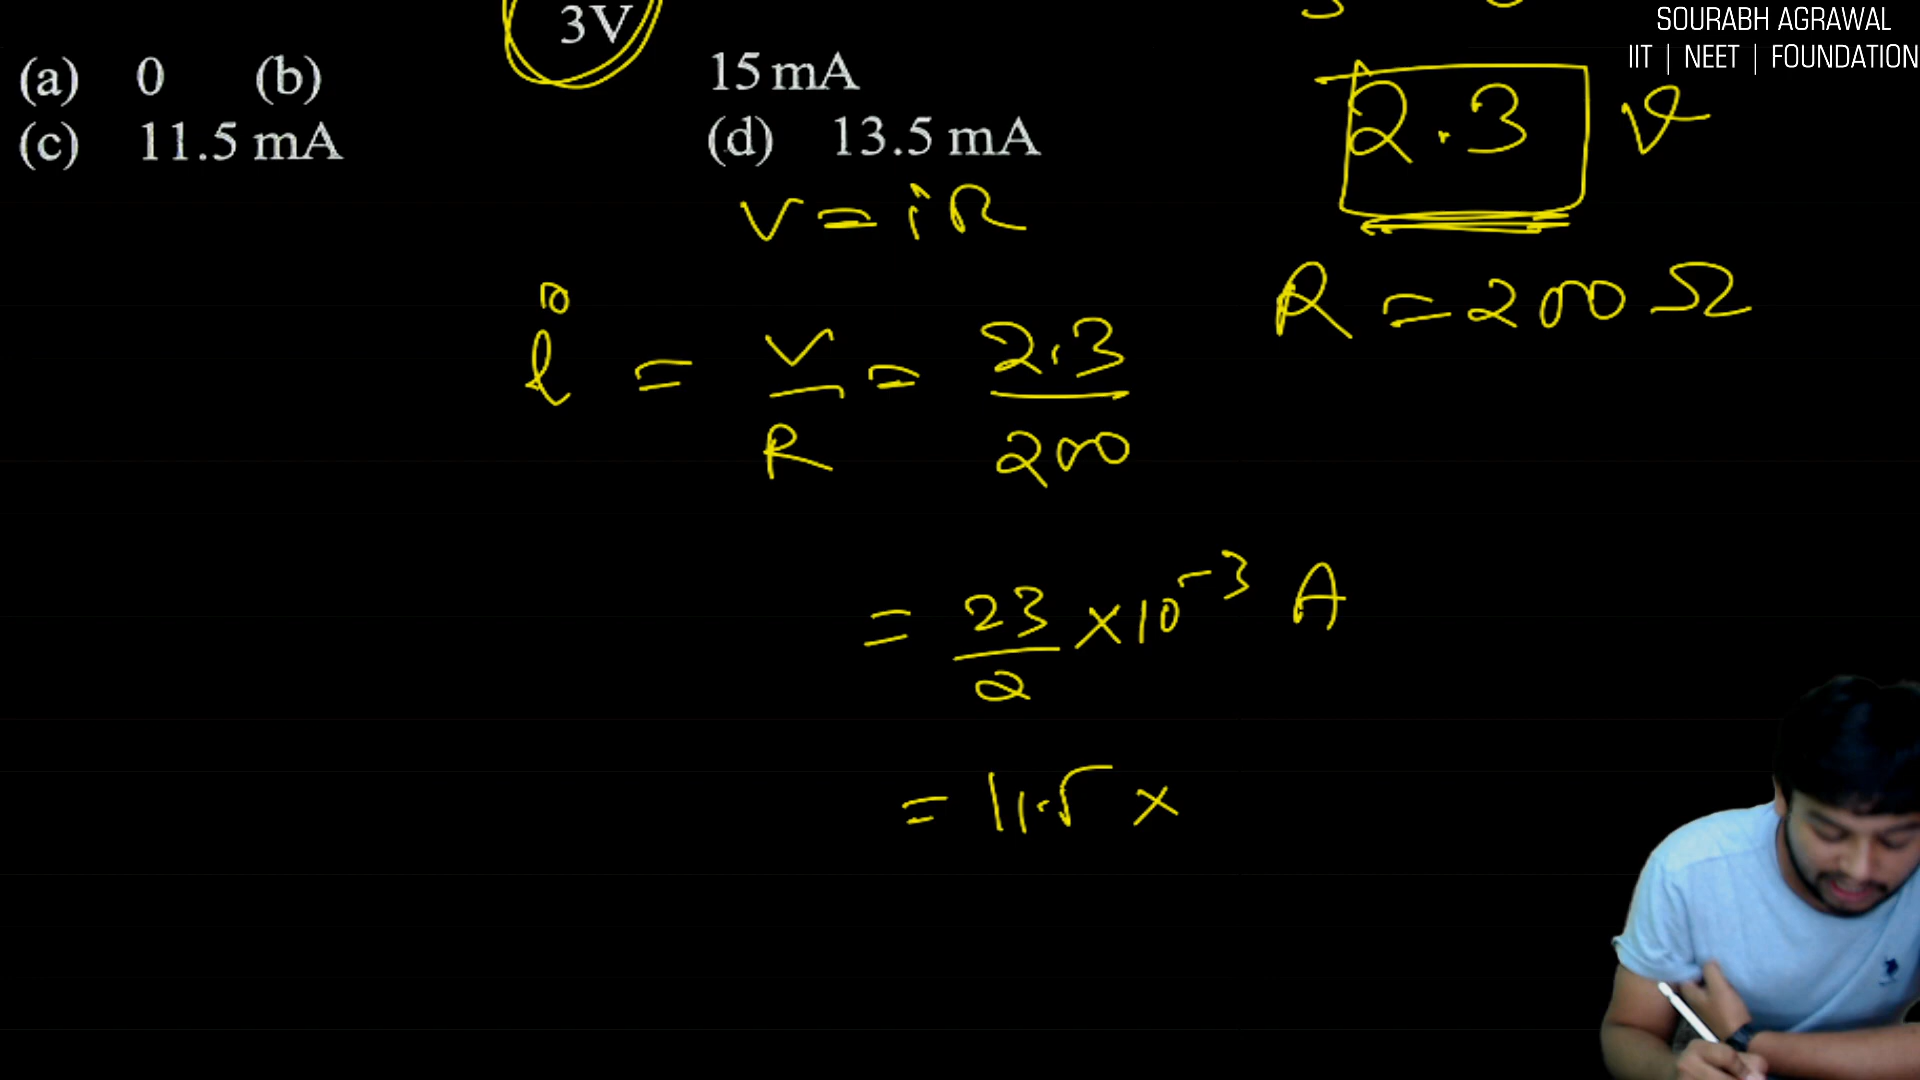 SOURABH AGRAWAL
IIT | NEET | FOUNDATION
3V
(a) 0 (b) 15 mA
(c) 11.5 mA (d) 13.5 mA
2.3 V
V = iR
R = 200 Ω
i = V/R = 2.3/200
= 23/2 × 10⁻³ A
= 11.5 ×